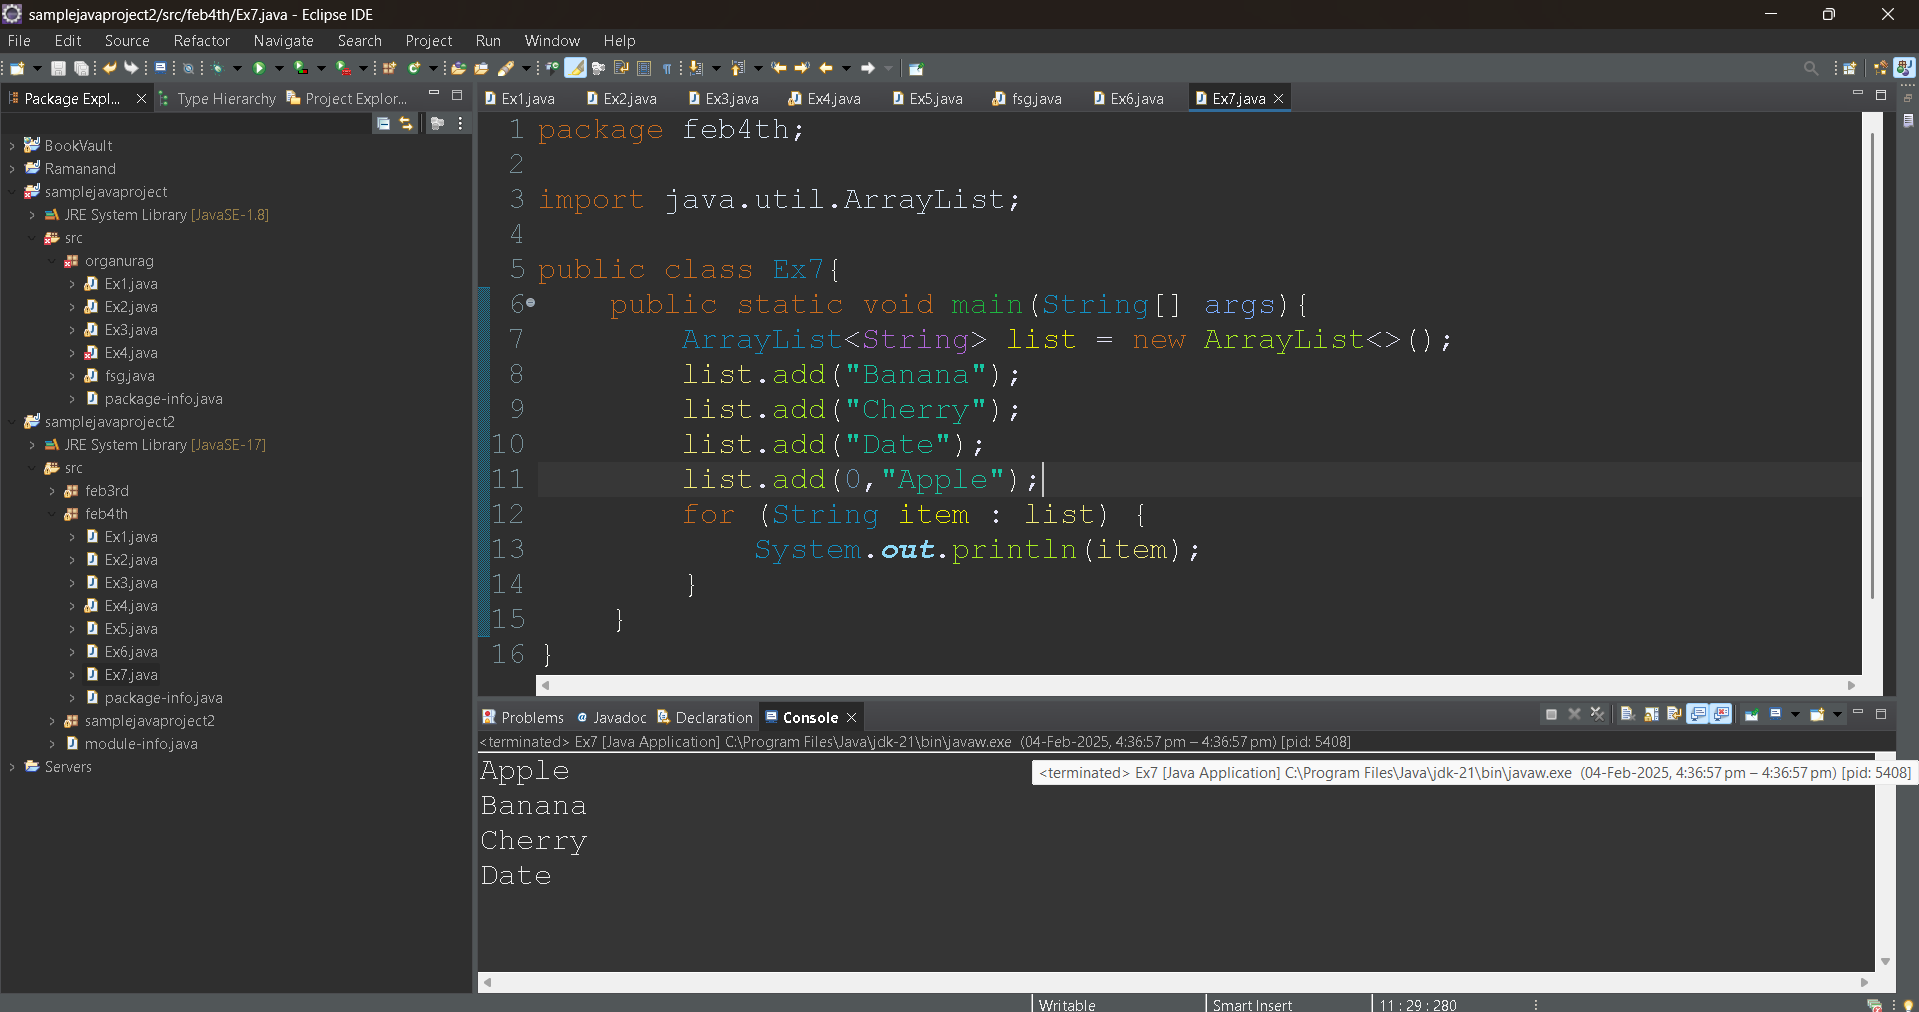 samplejavaproject2/src/feb4th/Ex7.java - Eclipse IDE
File Edit Source Refactor Navigate Search Project Run Window Help
Package Expl... Type Hierarchy Project Explor...
BookVault
Ramanand
samplejavaproject
JRE System Library [JavaSE-1.8]
src
organurag
Ex1.java
Ex2.java
Ex3.java
Ex4.java
fsg.java
package-info.java
samplejavaproject2
JRE System Library [JavaSE-17]
src
feb3rd
feb4th
Ex1.java
Ex2.java
Ex3.java
Ex4.java
Ex5.java
Ex6.java
Ex7.java
package-info.java
samplejavaproject2
module-info.java
Servers
Ex1.java Ex2.java Ex3.java Ex4.java Ex5.java fsg.java Ex6.java Ex7.java
1 package feb4th;
2
3 import java.util.ArrayList;
4
5 public class Ex7{
6     public static void main(String[] args){
7         ArrayList<String> list = new ArrayList<>();
8         list.add("Banana");
9         list.add("Cherry");
10         list.add("Date");
11         list.add(0,"Apple");
12         for (String item : list) {
13             System.out.println(item);
14         }
15     }
16 }
Problems Javadoc Declaration Console
<terminated> Ex7 [Java Application] C:\Program Files\Java\jdk-21\bin\javaw.exe (04-Feb-2025, 4:36:57 pm – 4:36:57 pm) [pid: 5408]
Apple
<terminated> Ex7 [Java Application] C:\Program Files\Java\jdk-21\bin\javaw.exe (04-Feb-2025, 4:36:57 pm – 4:36:57 pm) [pid: 5408]
Banana
Cherry
Date
Writable Smart Insert 11 : 29 : 280